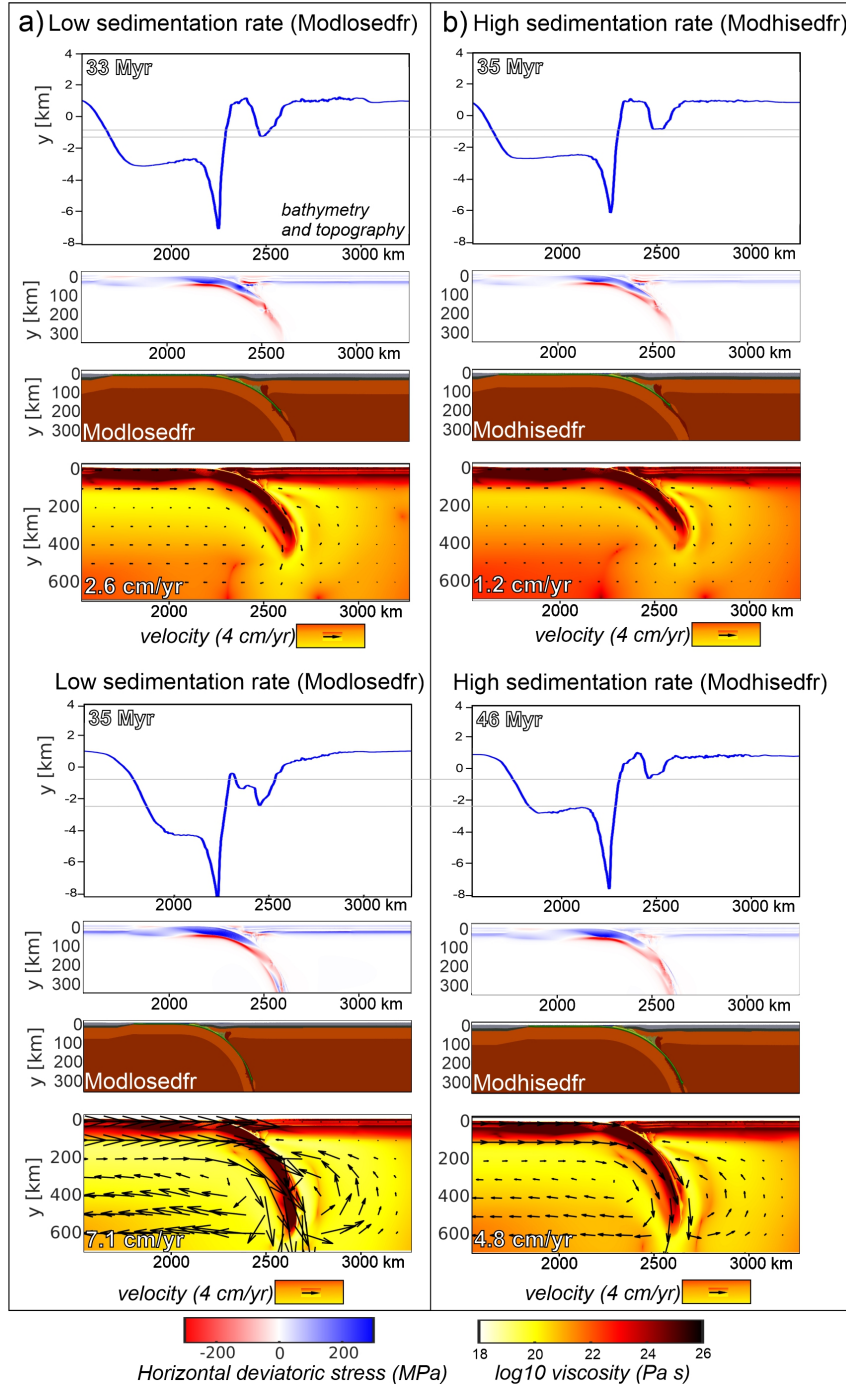 a) Low sedimentation rate (Modlosedfr)
33 Myr
4
2
0
-2
-4
-6
-8
y [km]
bathymetry
and topography
2000 2500 3000 km
0
100
200
300
y [km]
2000 2500 3000 km
0
100
200
300
y [km]
Modlosedfr
0
200
400
600
y [km]
2.6 cm/yr
2000 2500 3000 km
velocity (4 cm/yr)
b) High sedimentation rate (Modhisedfr)
35 Myr
4
2
0
-2
-4
-6
-8
2000 2500 3000 km
0
100
200
300
y [km]
2000 2500 3000 km
0
100
200
300
y [km]
Modhisedfr
0
200
400
600
y [km]
1.2 cm/yr
2000 2500 3000 km
velocity (4 cm/yr)
Low sedimentation rate (Modlosedfr)
35 Myr
4
2
0
-2
-4
-6
-8
y [km]
2000 2500 3000 km
0
100
200
300
y [km]
2000 2500 3000 km
0
100
200
300
y [km]
Modlosedfr
0
200
400
600
y [km]
7.1 cm/yr
2000 2500 3000 km
velocity (4 cm/yr)
High sedimentation rate (Modhisedfr)
46 Myr
4
2
0
-2
-4
-6
-8
2000 2500 3000 km
0
100
200
300
y [km]
2000 2500 3000 km
0
100
200
300
y [km]
Modhisedfr
0
200
400
600
y [km]
4.8 cm/yr
2000 2500 3000 km
velocity (4 cm/yr)
-200 0 200
Horizontal deviatoric stress (MPa)
18 20 22 24 26
log10 viscosity (Pa s)